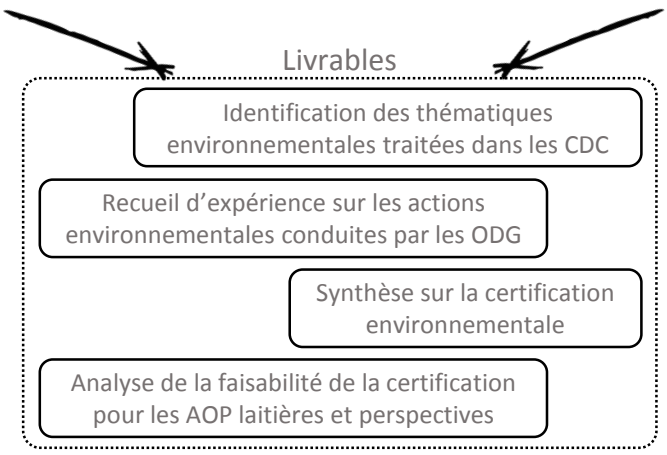 Livrables
Identification des thématiques
environnementales traitées dans les CDC
Recueil d’expérience sur les actions
environnementales conduites par les ODG
Synthèse sur la certification
environnementale
Analyse de la faisabilité de la certification
pour les AOP laitières et perspectives